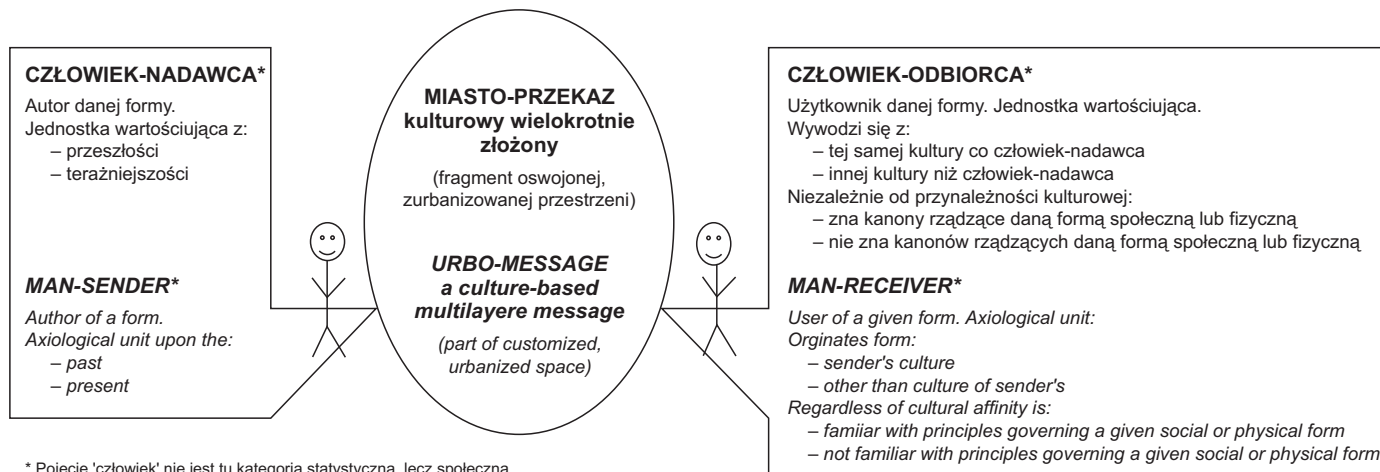 CZŁOWIEK-NADAWCA*
Autor danej formy.
Jednostka wartościująca z:
– przeszłości
– teraźniejszości
MAN-SENDER*
Author of a form.
Axiological unit upon the:
– past
– present
MIASTO-PRZEKAZ
kulturowy wielokrotnie
złożony
(fragment oswojonej,
zurbanizowanej przestrzeni)
URBO-MESSAGE
a culture-based
multilayere message
(part of customized,
urbanized space)
CZŁOWIEK-ODBIORCA*
Użytkownik danej formy. Jednostka wartościująca.
Wywodzi się z:
– tej samej kultury co człowiek-nadawca
– innej kultury niż człowiek-nadawca
Niezależnie od przynależności kulturowej:
– zna kanony rządzące daną formą społeczną lub fizyczną
– nie zna kanonów rządzących daną formą społeczną lub fizyczną
MAN-RECEIVER*
User of a given form. Axiological unit:
Orginates form:
– sender's culture
– other than culture of sender's
Regardless of cultural affinity is:
– famiiar with principles governing a given social or physical form
– not familiar with principles governing a given social or physical form
* Pojęcie 'człowiek' nie jest tu kategorią statystyczną, lecz społeczną